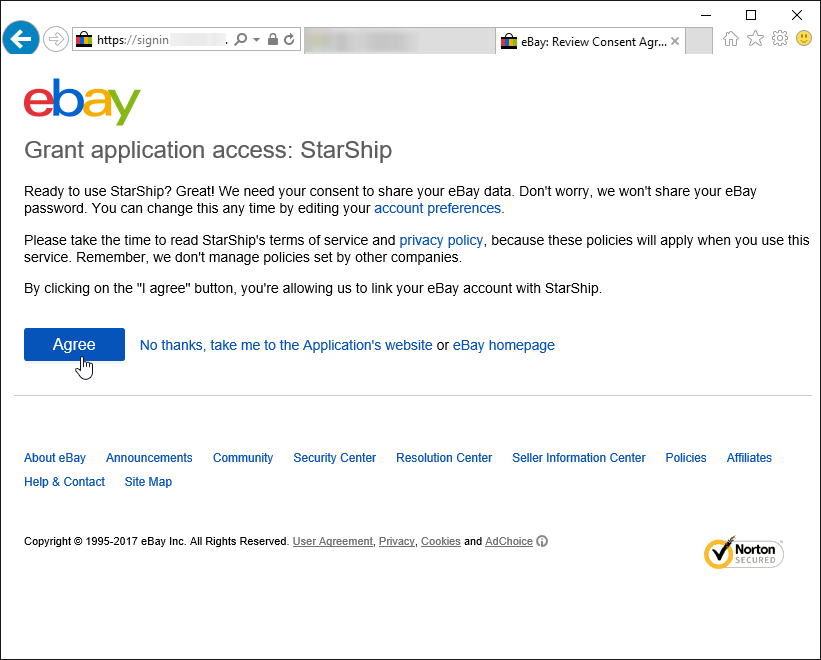 https://signin
eBay: Review Consent Agr...
ebay
Grant application access: StarShip
Ready to use StarShip? Great! We need your consent to share your eBay data. Don't worry, we won't share your eBay
password. You can change this any time by editing your account preferences.
Please take the time to read StarShip's terms of service and privacy policy, because these policies will apply when you use this
service. Remember, we don't manage policies set by other companies.
By clicking on the "I agree" button, you're allowing us to link your eBay account with StarShip.
Agree No thanks, take me to the Application's website or eBay homepage
About eBay Announcements Community Security Center Resolution Center Seller Information Center Policies Affiliates
Help & Contact Site Map
Copyright © 1995-2017 eBay Inc. All Rights Reserved. User Agreement, Privacy, Cookies and AdChoice
Norton
SECURED